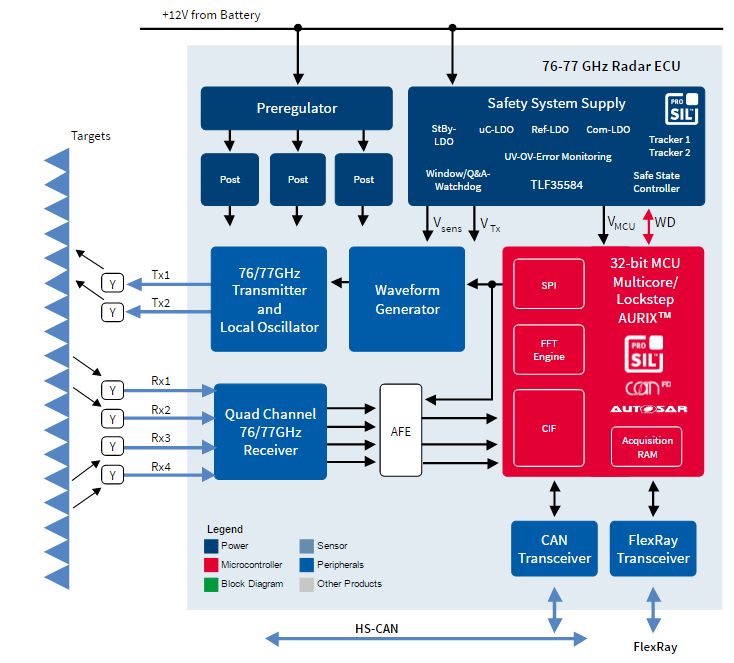 +12V from Battery
76-77 GHz Radar ECU
Preregulator
Post
Post
Post
Safety System Supply
PRO
SIL™
StBy-
LDO
uC-LDO
Ref-LDO
Com-LDO
Tracker 1
Tracker 2
UV-OV-Error Monitoring
Window/Q&A-
Watchdog
TLF35584
Safe State
Controller
Targets
Vsens
VTx
VMCU
WD
Tx1
Y
Tx2
Y
76/77GHz
Transmitter
and
Local Oscillator
Waveform
Generator
SPI
FFT
Engine
CIF
32-bit MCU
Multicore/
Lockstep
AURIX™
PRO
SIL™
CAN FD
AUTOSAR
Acquisition
RAM
Rx1
Y
Rx2
Y
Rx3
Y
Rx4
Y
Quad Channel
76/77GHz
Receiver
AFE
CAN
Transceiver
FlexRay
Transceiver
Legend
Power
Sensor
Microcontroller
Peripherals
Block Diagram
Other Products
HS-CAN
FlexRay